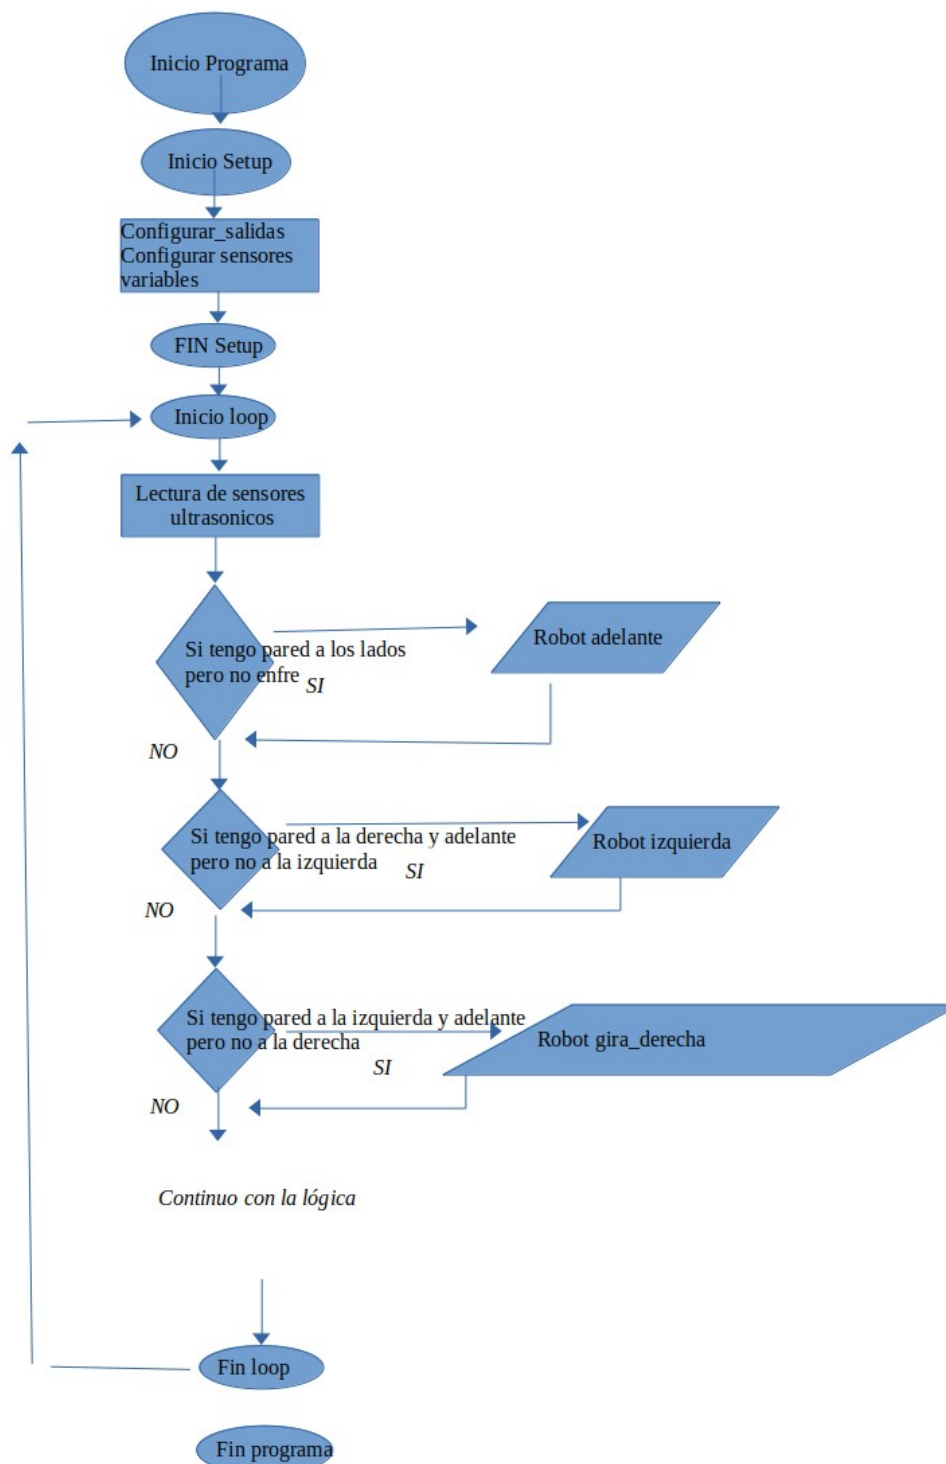 Inicio Programa
Inicio Setup
Configurar_salidas
Configurar sensores
variables
FIN Setup
Inicio loop
Lectura de sensores
ultrasonicos
Si tengo pared a los lados
pero no enfre
SI
Robot adelante
NO
Si tengo pared a la derecha y adelante
pero no a la izquierda
SI
Robot izquierda
NO
Si tengo pared a la izquierda y adelante
pero no a la derecha
SI
Robot gira_derecha
NO
Continuo con la lógica
Fin loop
Fin programa